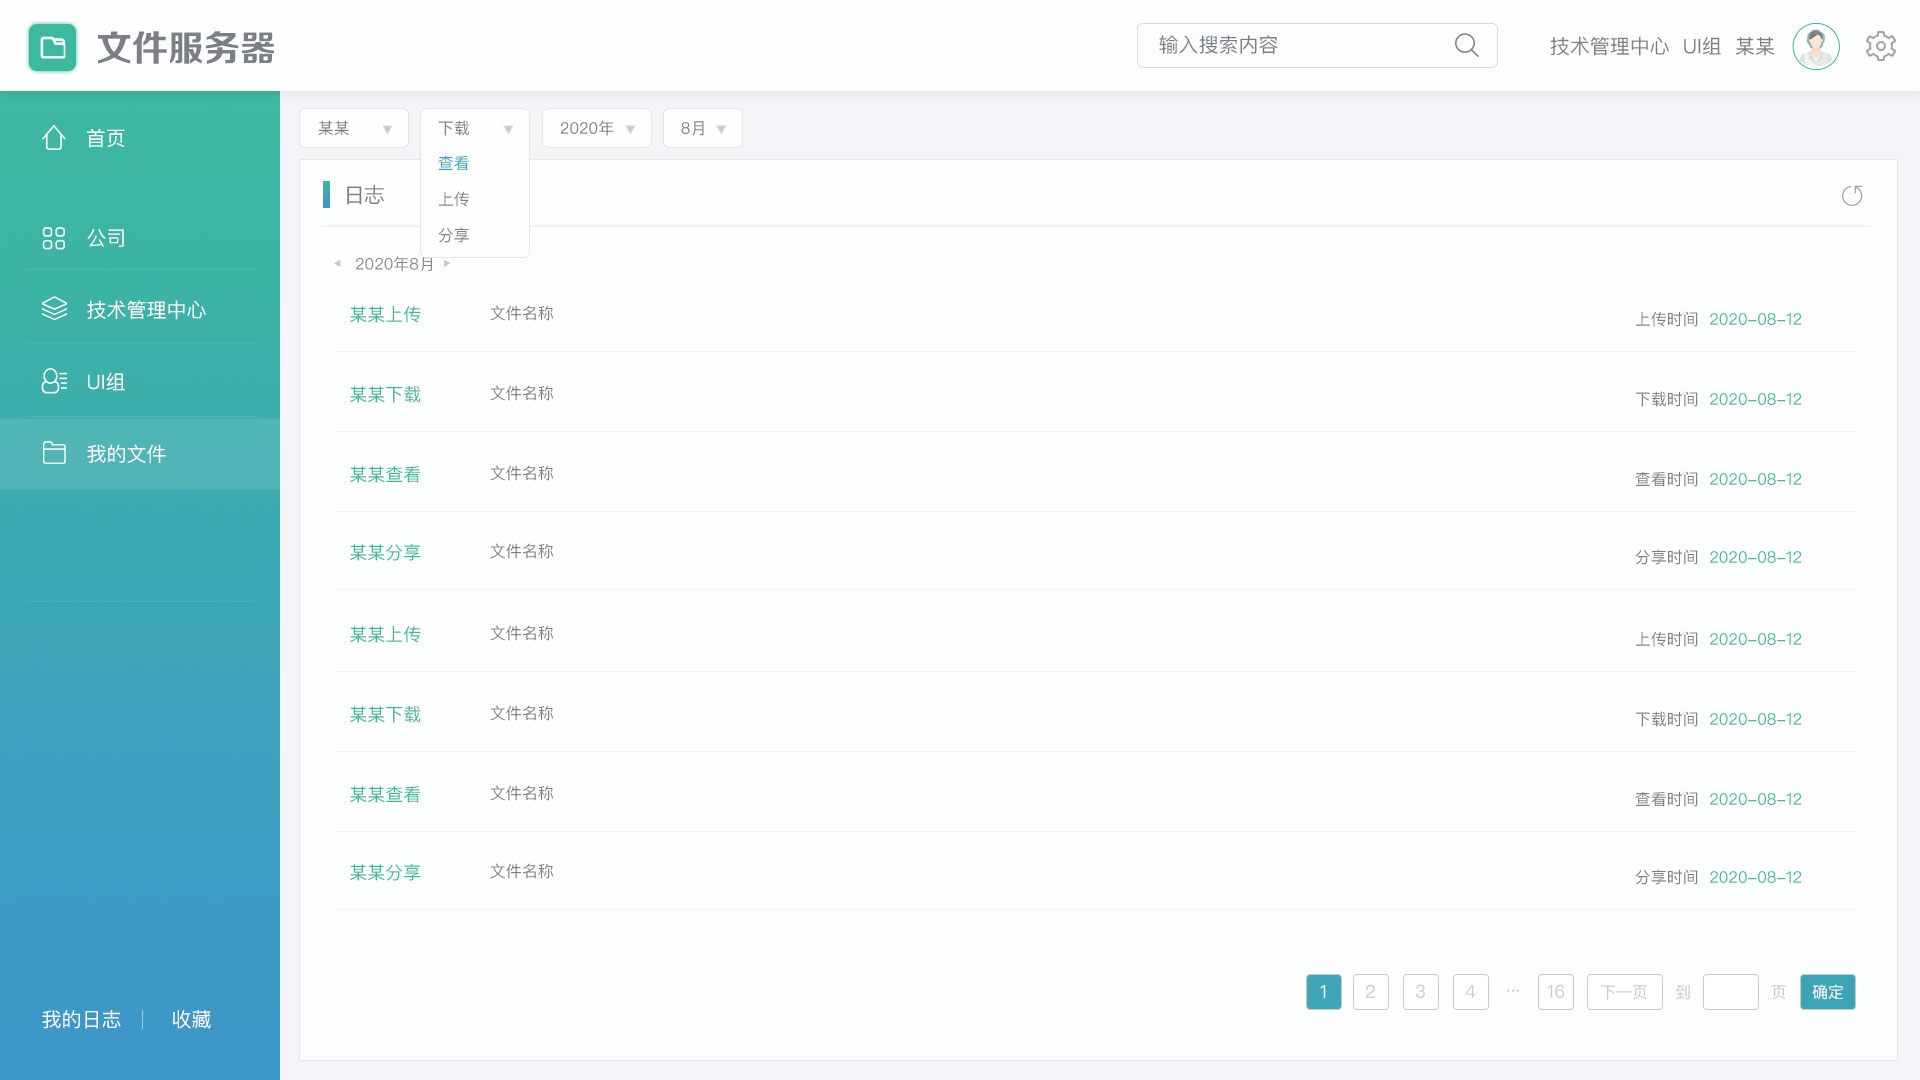 文件服务器
输入搜索内容
技术管理中心 UI组 某某
首页
公司
技术管理中心
UI组
我的文件
我的日志 收藏
某某 下载 2020年 8月
查看
上传
分享
日志
2020年8月
某某上传 文件名称 上传时间 2020-08-12
某某下载 文件名称 下载时间 2020-08-12
某某查看 文件名称 查看时间 2020-08-12
某某分享 文件名称 分享时间 2020-08-12
某某上传 文件名称 上传时间 2020-08-12
某某下载 文件名称 下载时间 2020-08-12
某某查看 文件名称 查看时间 2020-08-12
某某分享 文件名称 分享时间 2020-08-12
1 2 3 4 ··· 16 下一页 到 页 确定